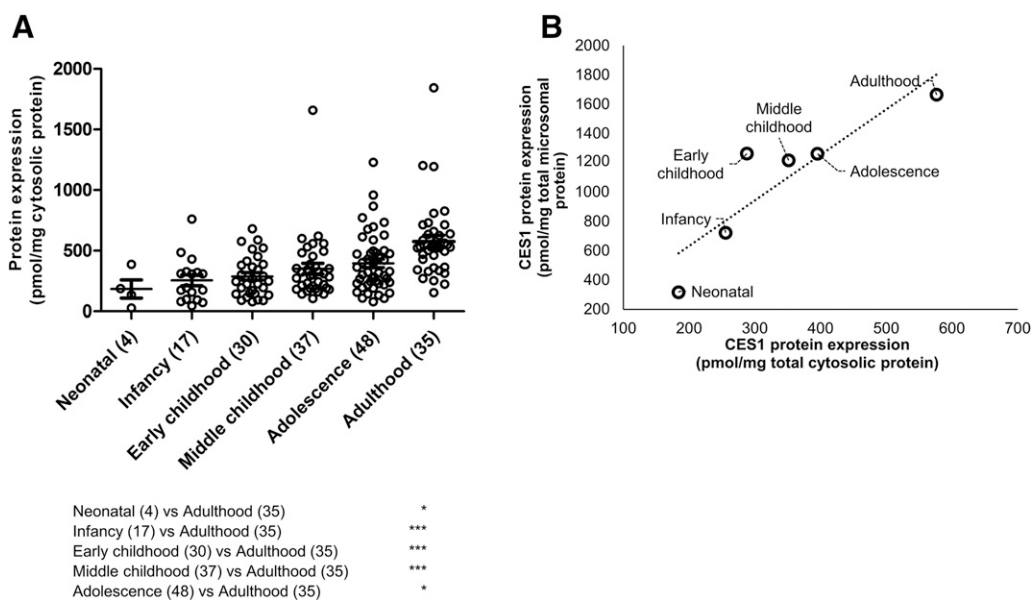 A
Protein expression
(pmol/mg cytosolic protein)
2000
1500
1000
500
0
Neonatal (4)
Infancy (17)
Early childhood (30)
Middle childhood (37)
Adolescence (48)
Adulthood (35)
Neonatal (4) vs Adulthood (35) *
Infancy (17) vs Adulthood (35) ***
Early childhood (30) vs Adulthood (35) ***
Middle childhood (37) vs Adulthood (35) ***
Adolescence (48) vs Adulthood (35) *
B
CES1 protein expression
(pmol/mg total microsomal
protein)
2000
1800
1600
1400
1200
1000
800
600
400
200
Adulthood
Middle
childhood
Early
childhood
Adolescence
Infancy
Neonatal
100 200 300 400 500 600 700
CES1 protein expression
(pmol/mg total cytosolic protein)